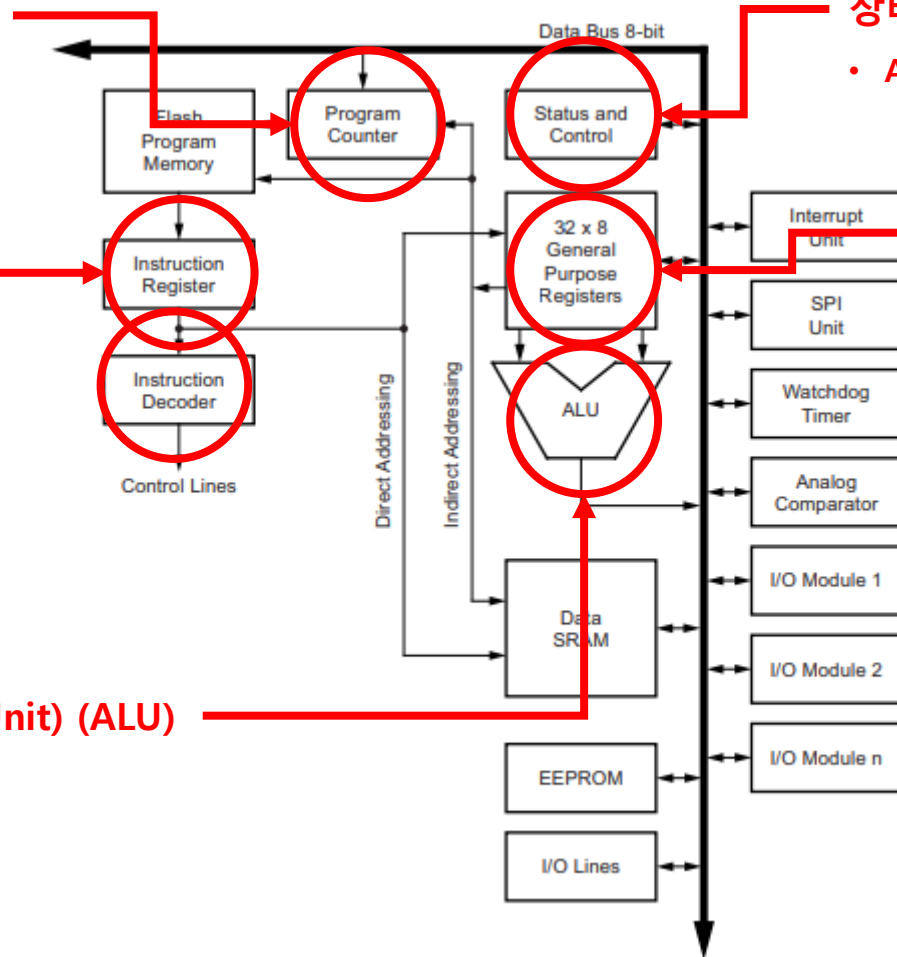 Data Bus 8-bit
Flash
Program
Memory
Program
Counter
Status and
Control
32 x 8
General
Purpose
Registers
Instruction
Register
Instruction
Decoder
Control Lines
Direct Addressing
Indirect Addressing
ALU
Data
SRAM
EEPROM
I/O Lines
Interrupt
Unit
SPI
Unit
Watchdog
Timer
Analog
Comparator
I/O Module 1
I/O Module 2
I/O Module n
nit) (ALU)